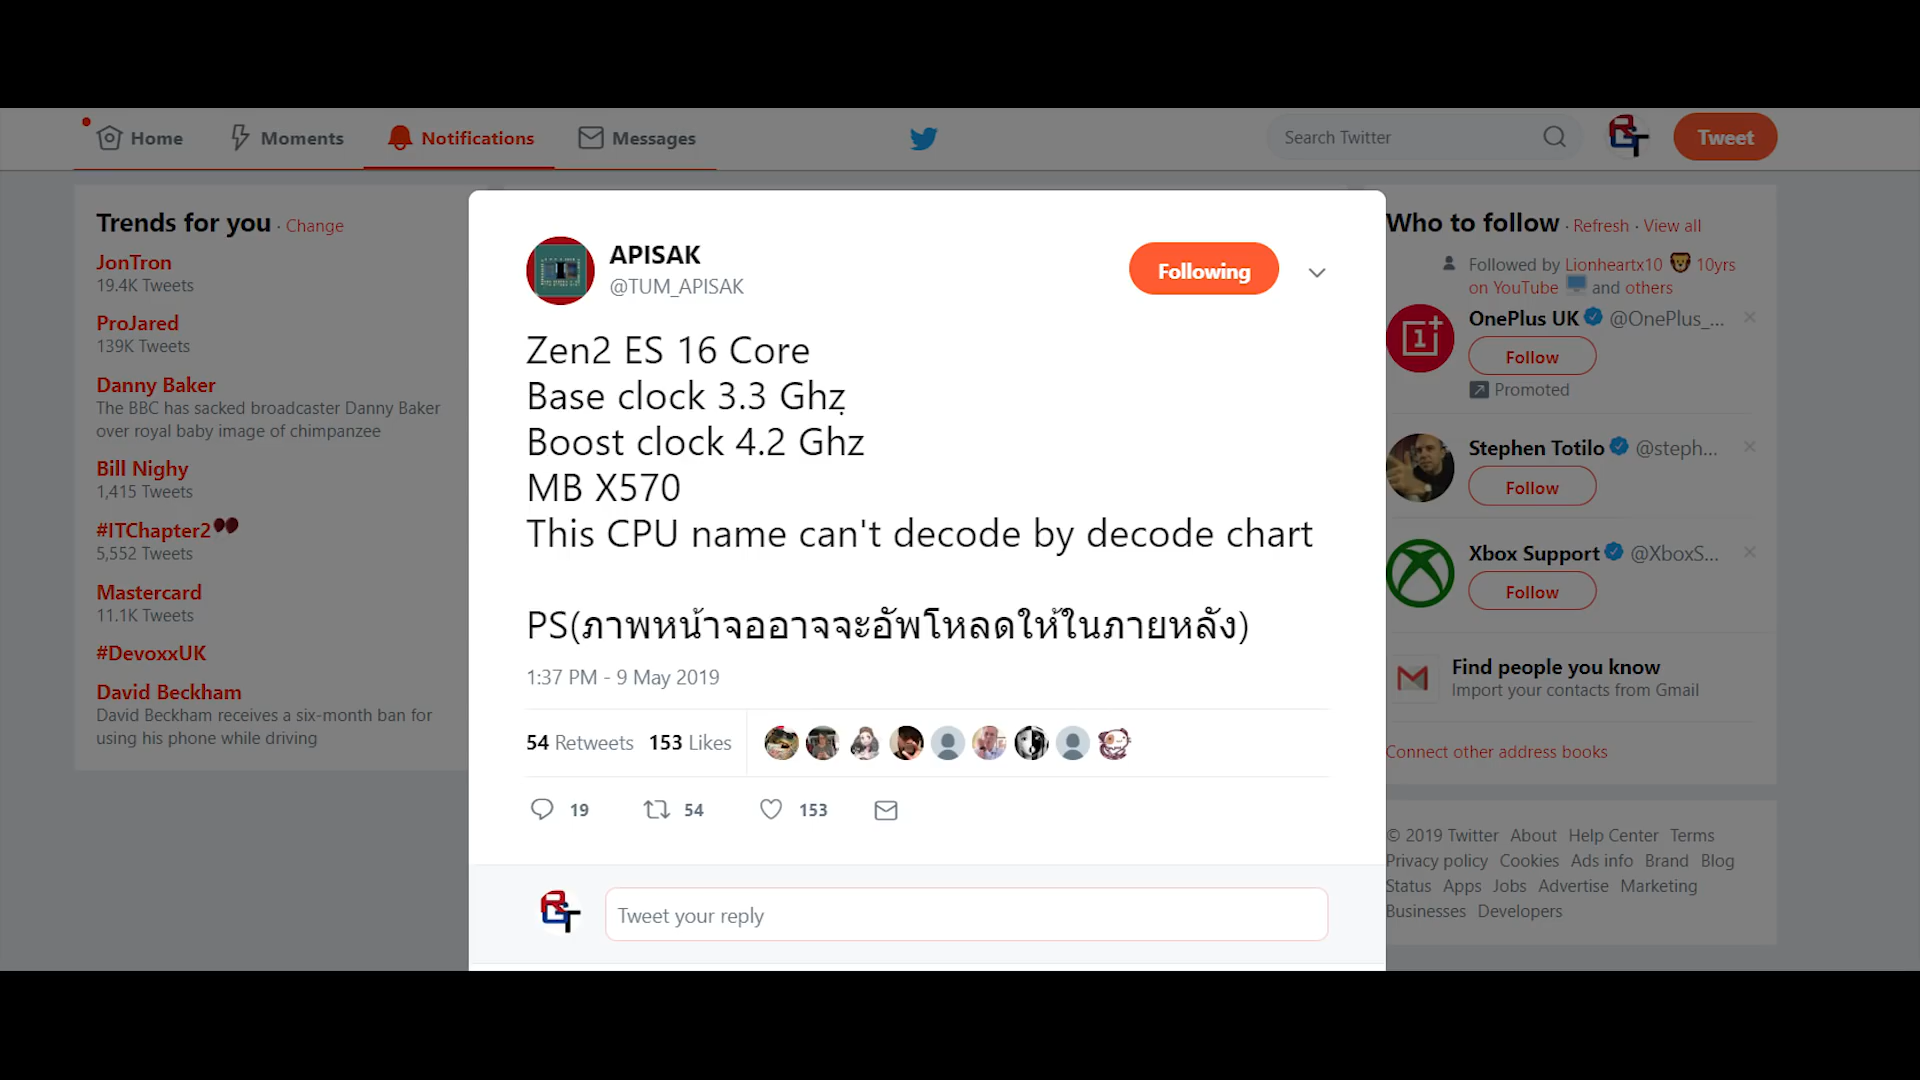 Home
Moments
Notifications
Messages
Search Twitter
Tweet
Trends for you · Change
JonTron
19.4K Tweets
ProJared
139K Tweets
Danny Baker
The BBC has sacked broadcaster Danny Baker
over royal baby image of chimpanzee
Bill Nighy
1,415 Tweets
#ITChapter2
5,552 Tweets
Mastercard
11.1K Tweets
#DevoxxUK
David Beckham
David Beckham receives a six-month ban for
using his phone while driving
APISAK
@TUM_APISAK
Following
Zen2 ES 16 Core
Base clock 3.3 Ghz
Boost clock 4.2 Ghz
MB X570
This CPU name can't decode by decode chart
PS(ภาพหน้าจออาจจะอัพโหลดให้ในภายหลัง)
1:37 PM - 9 May 2019
54 Retweets 153 Likes
19 54 153
Tweet your reply
Who to follow · Refresh · View all
Followed by Lionheartx10 🦁 10yrs
on YouTube 🖥 and others
OnePlus UK @OnePlus_...
Follow
Promoted
Stephen Totilo @steph...
Follow
Xbox Support @XboxS...
Follow
Find people you know
Import your contacts from Gmail
Connect other address books
© 2019 Twitter About Help Center Terms
Privacy policy Cookies Ads info Brand Blog
Status Apps Jobs Advertise Marketing
Businesses Developers